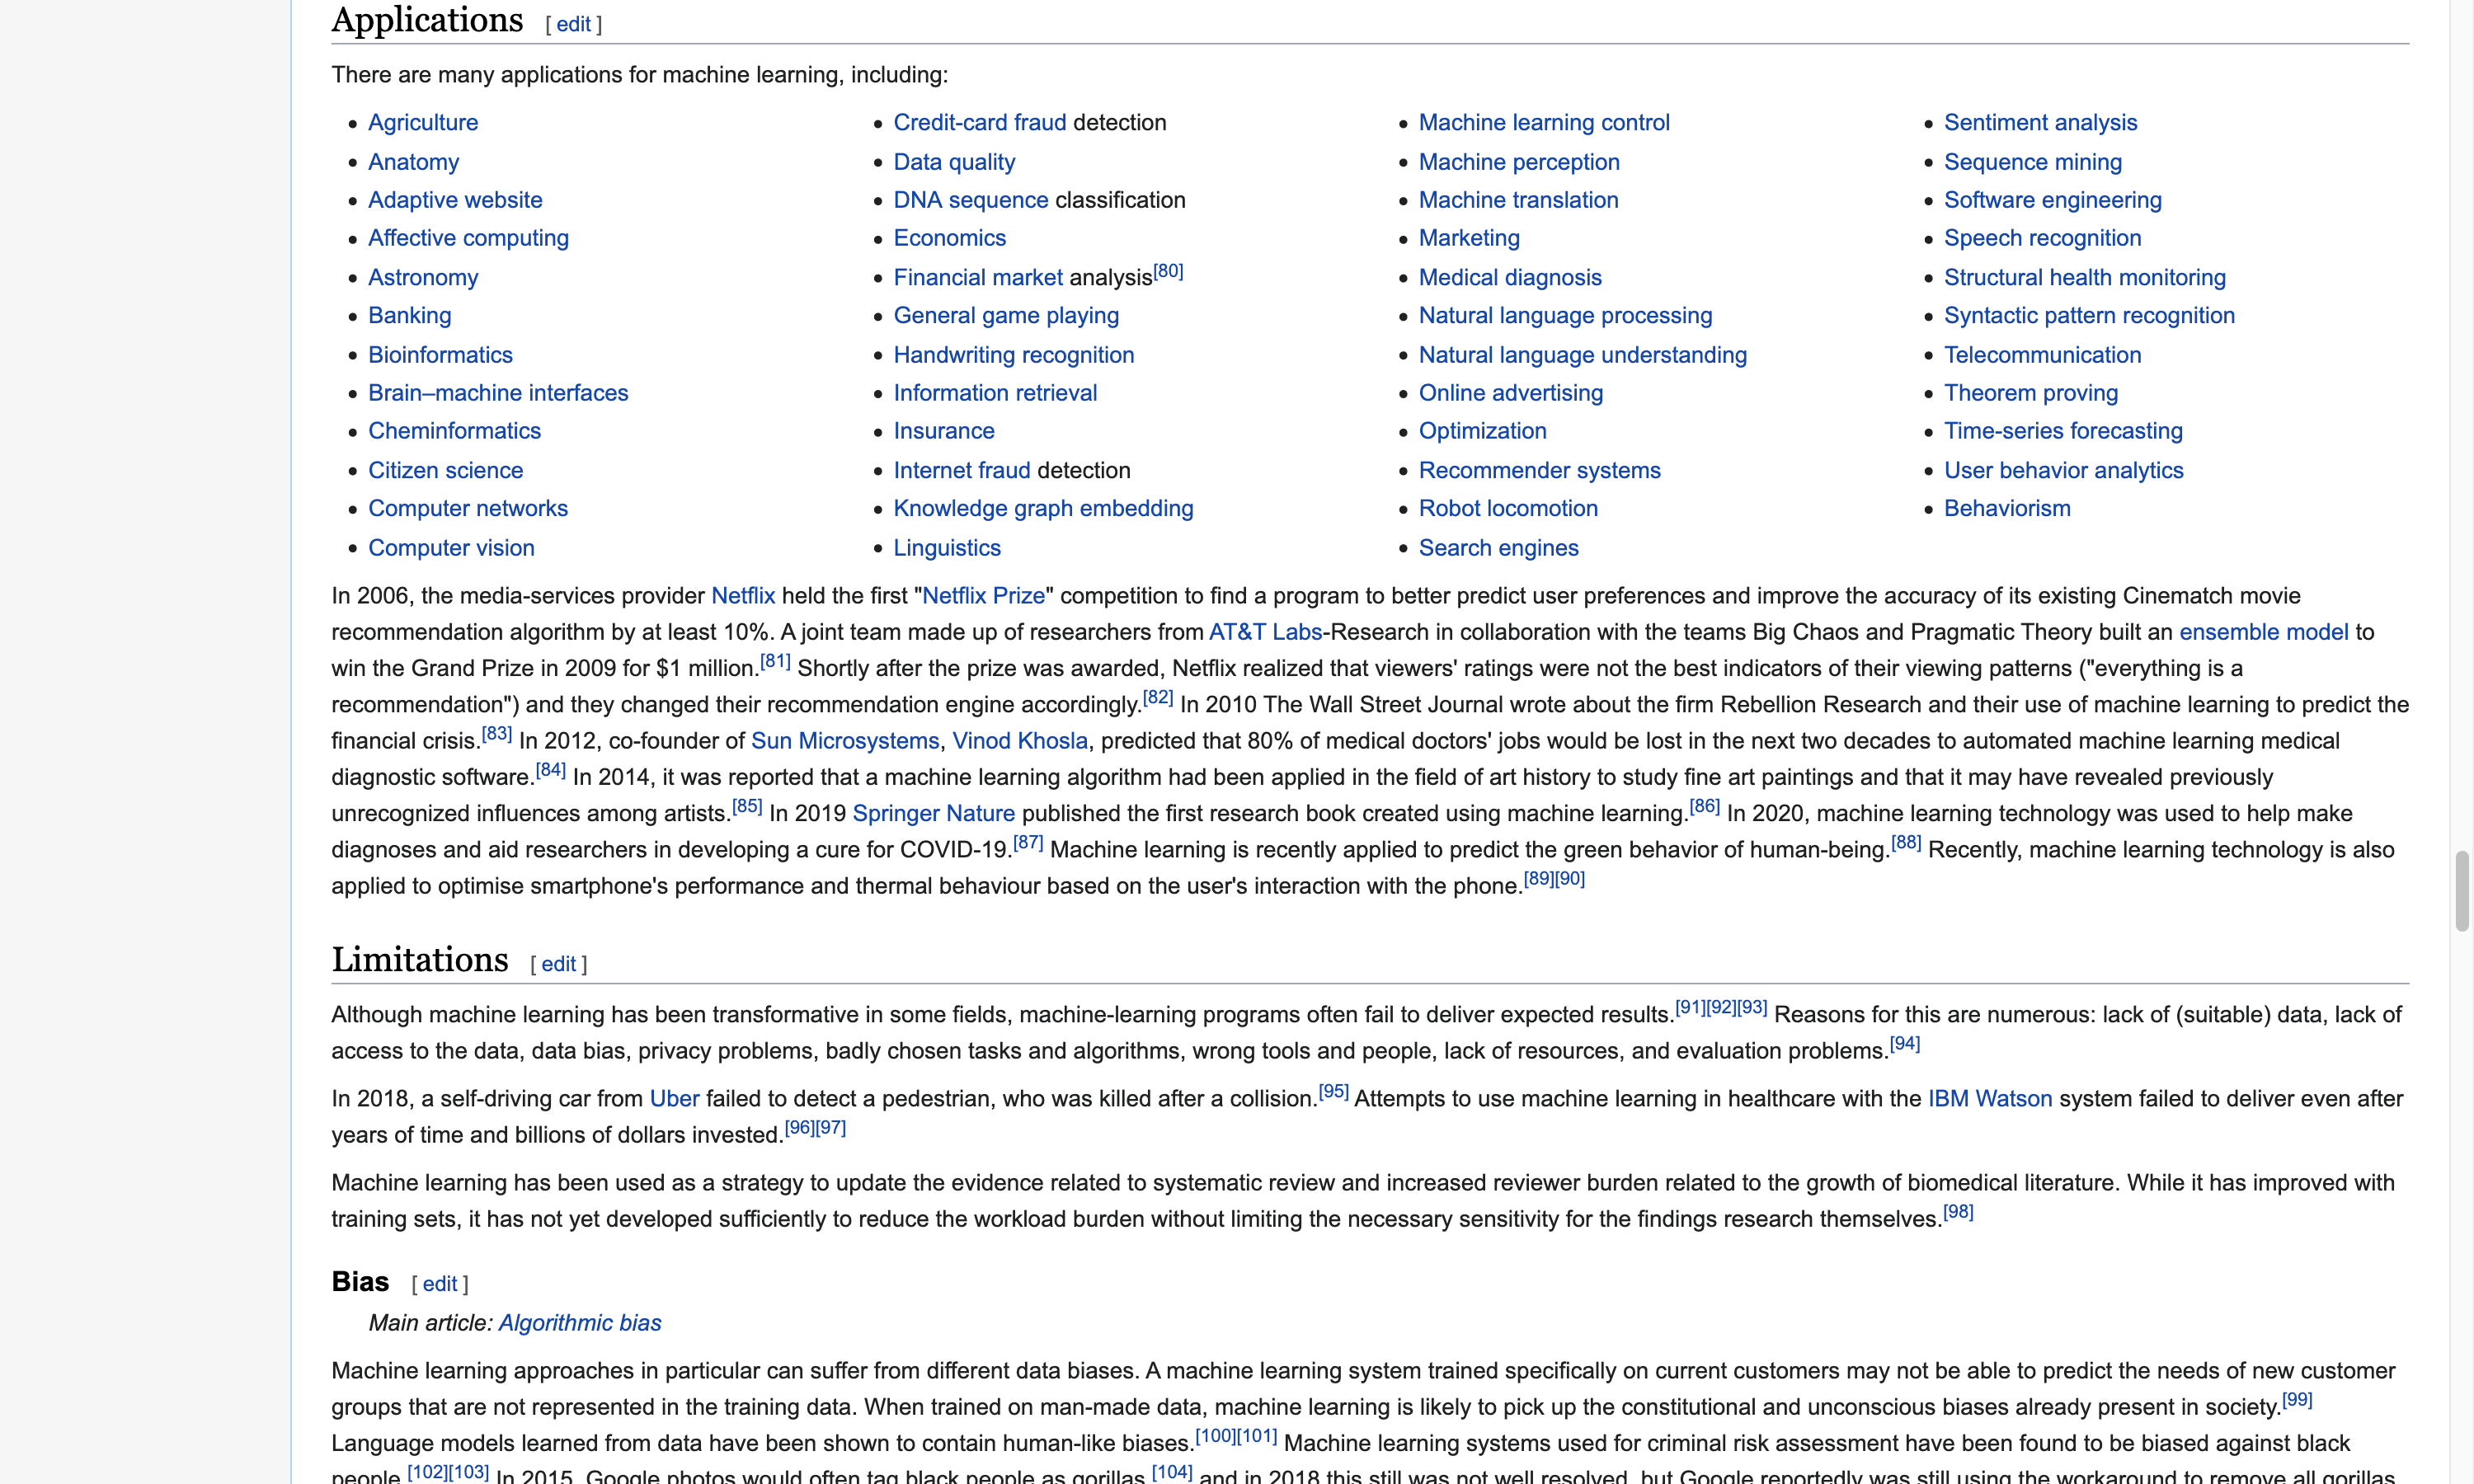 Applications [ edit ]
There are many applications for machine learning, including:
• Agriculture
• Anatomy
• Adaptive website
• Affective computing
• Astronomy
• Banking
• Bioinformatics
• Brain–machine interfaces
• Cheminformatics
• Citizen science
• Computer networks
• Computer vision
• Credit-card fraud detection
• Data quality
• DNA sequence classification
• Economics
• Financial market analysis[80]
• General game playing
• Handwriting recognition
• Information retrieval
• Insurance
• Internet fraud detection
• Knowledge graph embedding
• Linguistics
• Machine learning control
• Machine perception
• Machine translation
• Marketing
• Medical diagnosis
• Natural language processing
• Natural language understanding
• Online advertising
• Optimization
• Recommender systems
• Robot locomotion
• Search engines
• Sentiment analysis
• Sequence mining
• Software engineering
• Speech recognition
• Structural health monitoring
• Syntactic pattern recognition
• Telecommunication
• Theorem proving
• Time-series forecasting
• User behavior analytics
• Behaviorism
In 2006, the media-services provider Netflix held the first "Netflix Prize" competition to find a program to better predict user preferences and improve the accuracy of its existing Cinematch movie
recommendation algorithm by at least 10%. A joint team made up of researchers from AT&T Labs-Research in collaboration with the teams Big Chaos and Pragmatic Theory built an ensemble model to
win the Grand Prize in 2009 for $1 million.[81] Shortly after the prize was awarded, Netflix realized that viewers' ratings were not the best indicators of their viewing patterns ("everything is a
recommendation") and they changed their recommendation engine accordingly.[82] In 2010 The Wall Street Journal wrote about the firm Rebellion Research and their use of machine learning to predict the
financial crisis.[83] In 2012, co-founder of Sun Microsystems, Vinod Khosla, predicted that 80% of medical doctors' jobs would be lost in the next two decades to automated machine learning medical
diagnostic software.[84] In 2014, it was reported that a machine learning algorithm had been applied in the field of art history to study fine art paintings and that it may have revealed previously
unrecognized influences among artists.[85] In 2019 Springer Nature published the first research book created using machine learning.[86] In 2020, machine learning technology was used to help make
diagnoses and aid researchers in developing a cure for COVID-19.[87] Machine learning is recently applied to predict the green behavior of human-being.[88] Recently, machine learning technology is also
applied to optimise smartphone's performance and thermal behaviour based on the user's interaction with the phone.[89][90]
Limitations [ edit ]
Although machine learning has been transformative in some fields, machine-learning programs often fail to deliver expected results.[91][92][93] Reasons for this are numerous: lack of (suitable) data, lack of
access to the data, data bias, privacy problems, badly chosen tasks and algorithms, wrong tools and people, lack of resources, and evaluation problems.[94]
In 2018, a self-driving car from Uber failed to detect a pedestrian, who was killed after a collision.[95] Attempts to use machine learning in healthcare with the IBM Watson system failed to deliver even after
years of time and billions of dollars invested.[96][97]
Machine learning has been used as a strategy to update the evidence related to systematic review and increased reviewer burden related to the growth of biomedical literature. While it has improved with
training sets, it has not yet developed sufficiently to reduce the workload burden without limiting the necessary sensitivity for the findings research themselves.[98]
Bias [ edit ]
Main article: Algorithmic bias
Machine learning approaches in particular can suffer from different data biases. A machine learning system trained specifically on current customers may not be able to predict the needs of new customer
groups that are not represented in the training data. When trained on man-made data, machine learning is likely to pick up the constitutional and unconscious biases already present in society.[99]
Language models learned from data have been shown to contain human-like biases.[100][101] Machine learning systems used for criminal risk assessment have been found to be biased against black
people.[102][103] In 2015, Google photos would often tag black people as gorillas,[104] and in 2018 this still was not well resolved, but Google reportedly was still using the workaround to remove all gorillas